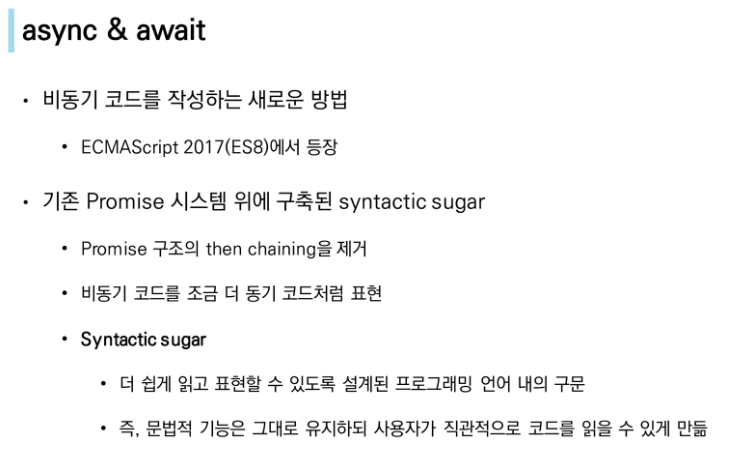 async & await
• 비동기 코드를 작성하는 새로운 방법
• ECMAScript 2017(ES8)에서 등장
• 기존 Promise 시스템 위에 구축된 syntactic sugar
• Promise 구조의 then chaining을 제거
• 비동기 코드를 조금 더 동기 코드처럼 표현
• Syntactic sugar
• 더 쉽게 읽고 표현할 수 있도록 설계된 프로그래밍 언어 내의 구문
• 즉, 문법적 기능은 그대로 유지하되 사용자가 직관적으로 코드를 읽을 수 있게 만듦